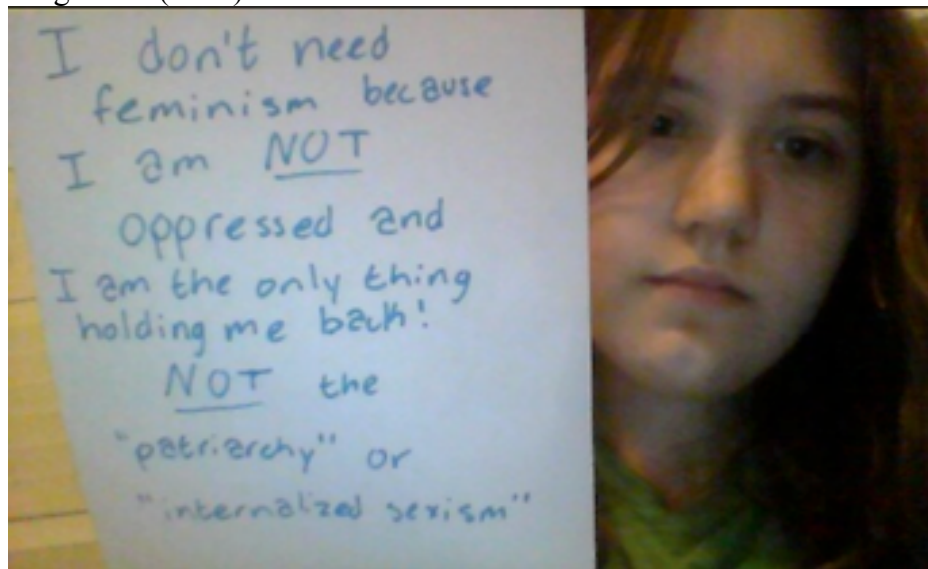 I don't need
feminism because
I am NOT
oppressed and
I am the only thing
holding me back!
NOT the
"patriarchy" or
"internalized sexism"